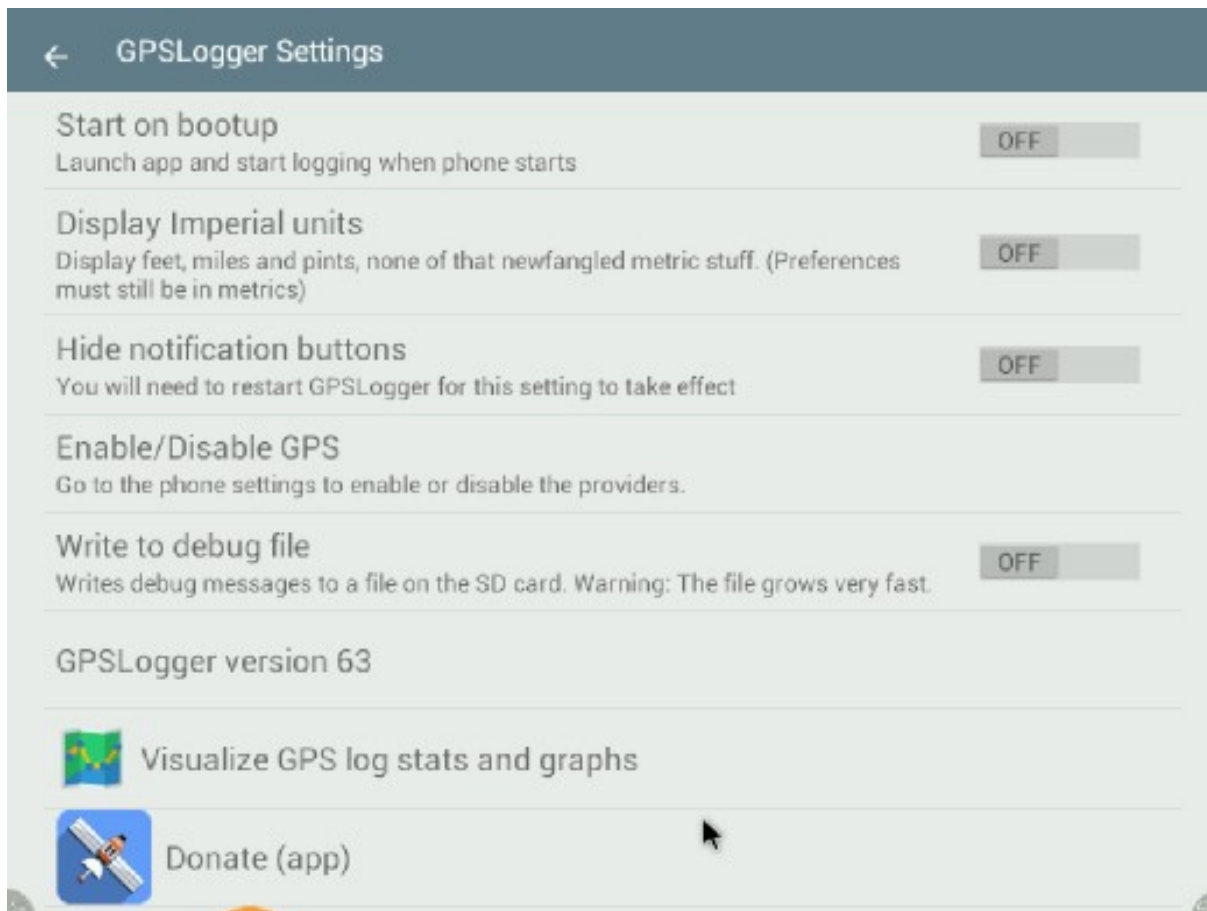 GPSLogger Settings
Start on bootup
Launch app and start logging when phone starts
OFF
Display Imperial units
Display feet, miles and pints, none of that newfangled metric stuff. (Preferences
must still be in metrics)
OFF
Hide notification buttons
You will need to restart GPSLogger for this setting to take effect
OFF
Enable/Disable GPS
Go to the phone settings to enable or disable the providers.
Write to debug file
Writes debug messages to a file on the SD card. Warning: The file grows very fast.
OFF
GPSLogger version 63
Visualize GPS log stats and graphs
Donate (app)